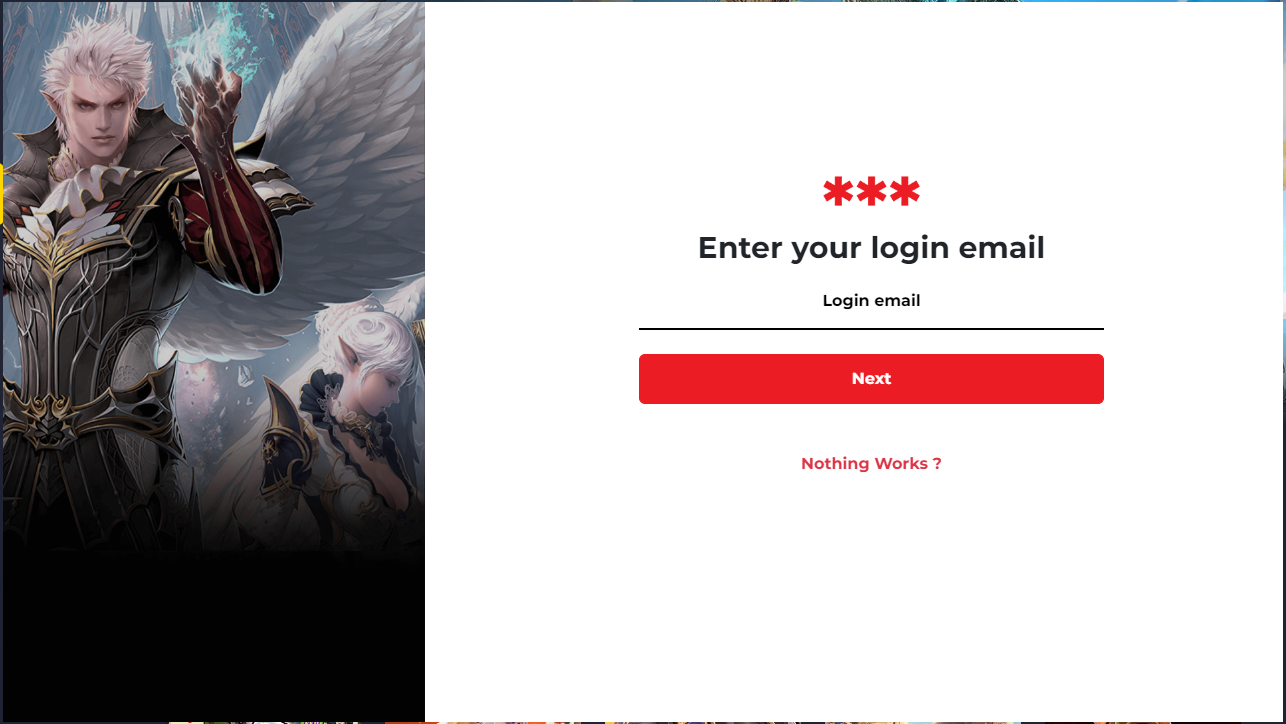 ***
Enter your login email
Login email
Next
Nothing Works ?